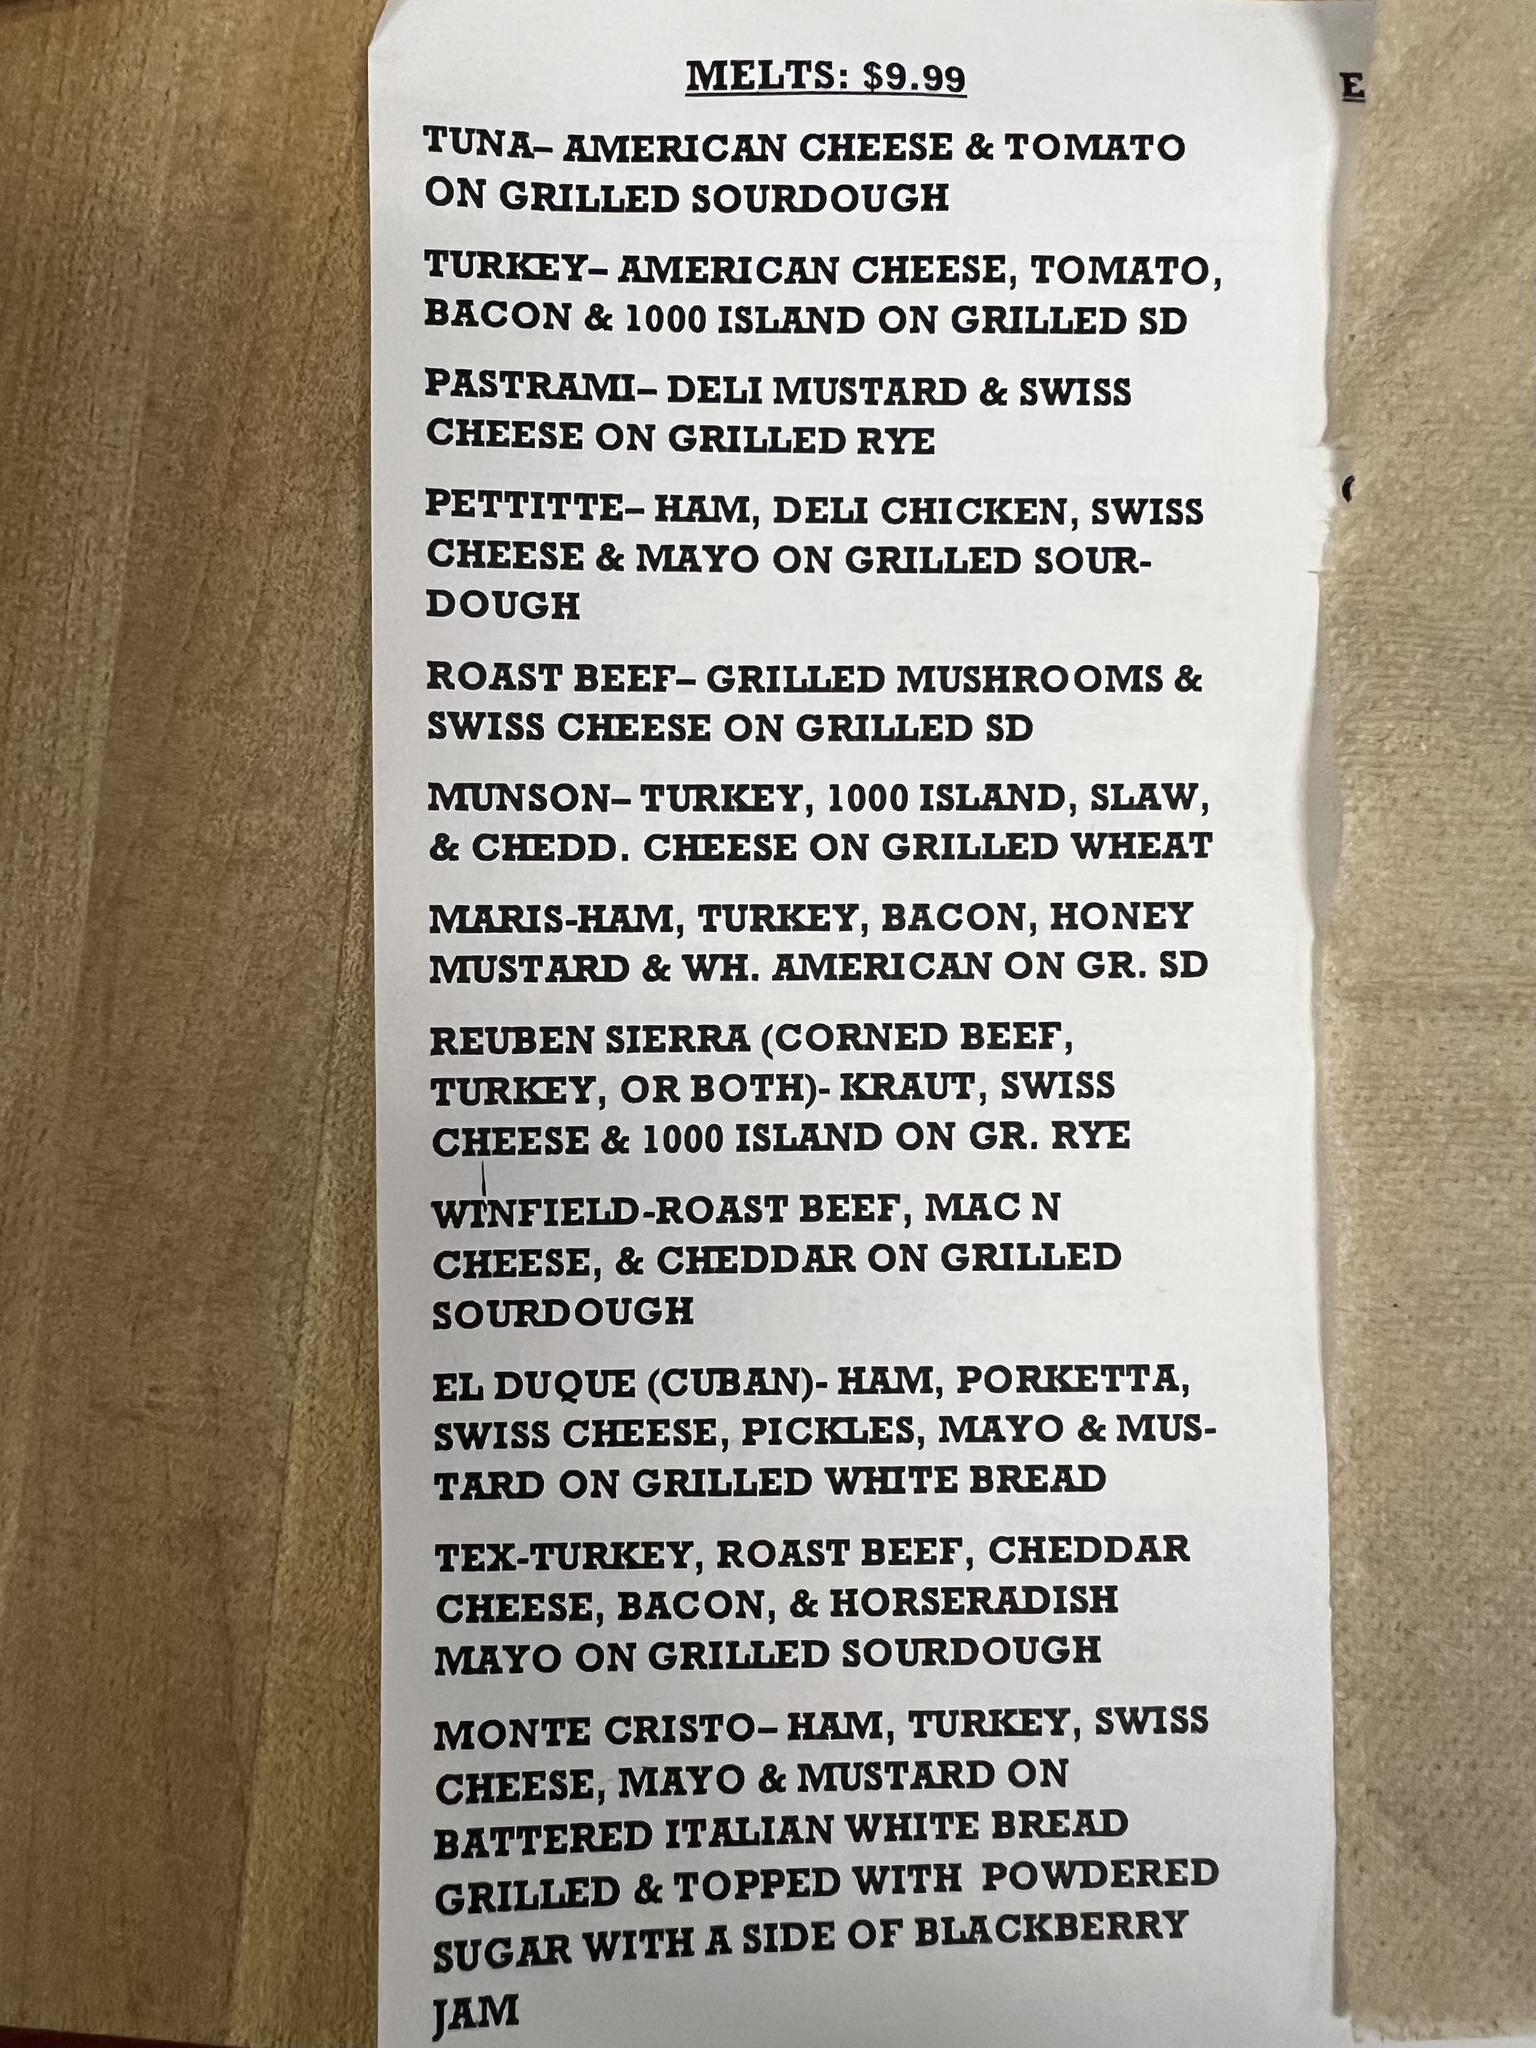 MELTS: $9.99
E
TUNA– AMERICAN CHEESE & TOMATO
ON GRILLED SOURDOUGH
TURKEY– AMERICAN CHEESE, TOMATO,
BACON & 1000 ISLAND ON GRILLED SD
PASTRAMI– DELI MUSTARD & SWISS
CHEESE ON GRILLED RYE
PETTITTE– HAM, DELI CHICKEN, SWISS
CHEESE & MAYO ON GRILLED SOUR-
DOUGH
ROAST BEEF– GRILLED MUSHROOMS &
SWISS CHEESE ON GRILLED SD
MUNSON– TURKEY, 1000 ISLAND, SLAW,
& CHEDD. CHEESE ON GRILLED WHEAT
MARIS-HAM, TURKEY, BACON, HONEY
MUSTARD & WH. AMERICAN ON GR. SD
REUBEN SIERRA (CORNED BEEF,
TURKEY, OR BOTH)- KRAUT, SWISS
CHEESE & 1000 ISLAND ON GR. RYE
WINFIELD-ROAST BEEF, MAC N
CHEESE, & CHEDDAR ON GRILLED
SOURDOUGH
EL DUQUE (CUBAN)- HAM, PORKETTA,
SWISS CHEESE, PICKLES, MAYO & MUS-
TARD ON GRILLED WHITE BREAD
TEX-TURKEY, ROAST BEEF, CHEDDAR
CHEESE, BACON, & HORSERADISH
MAYO ON GRILLED SOURDOUGH
MONTE CRISTO– HAM, TURKEY, SWISS
CHEESE, MAYO & MUSTARD ON
BATTERED ITALIAN WHITE BREAD
GRILLED & TOPPED WITH POWDERED
SUGAR WITH A SIDE OF BLACKBERRY
JAM